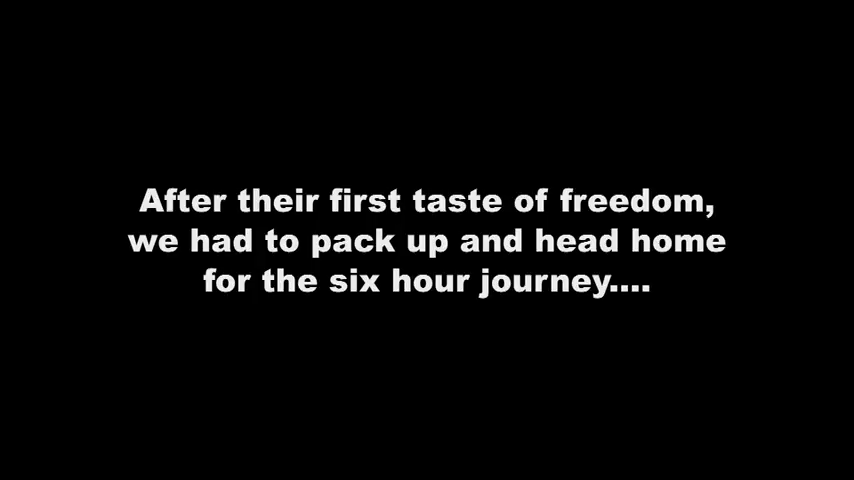 After their first taste of freedom,
we had to pack up and head home
for the six hour journey....